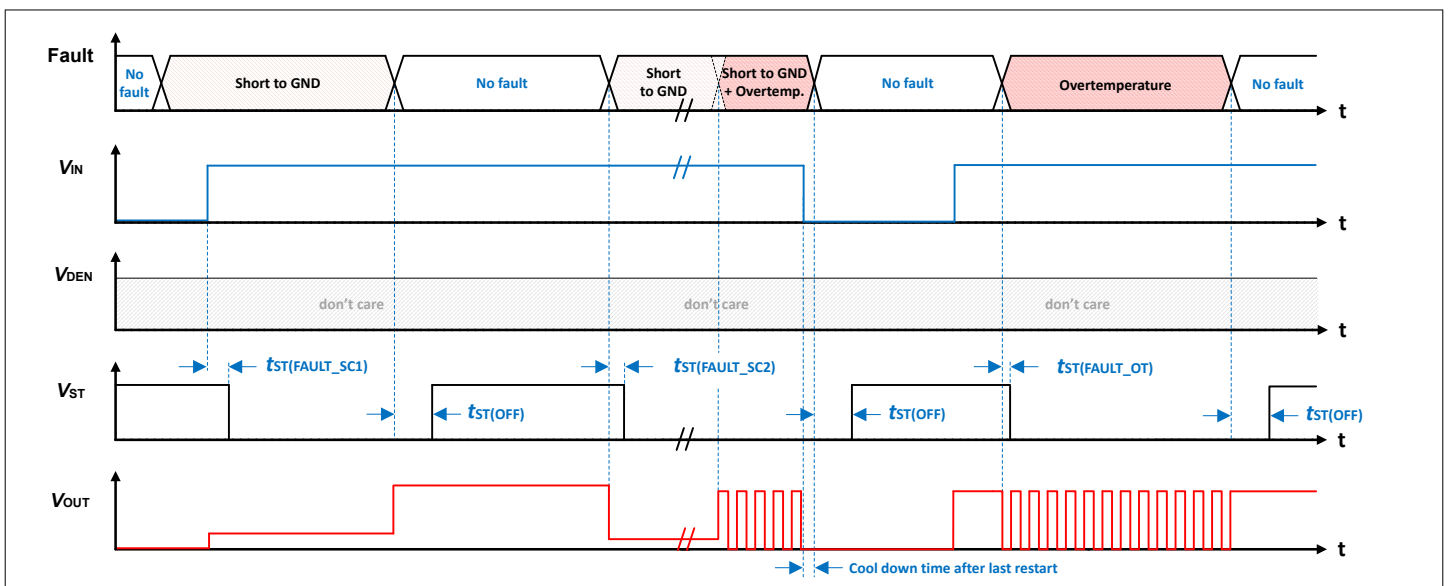 Fault
No
fault
Short to GND
No fault
Short
to GND
Short to GND
+ Overtemp.
No fault
Overtemperature
No fault
t
VIN
t
VDEN
don't care
don't care
don't care
t
tST(FAULT_SC1)
tST(FAULT_SC2)
tST(FAULT_OT)
VST
tST(OFF)
tST(OFF)
tST(OFF)
t
VOUT
t
Cool down time after last restart